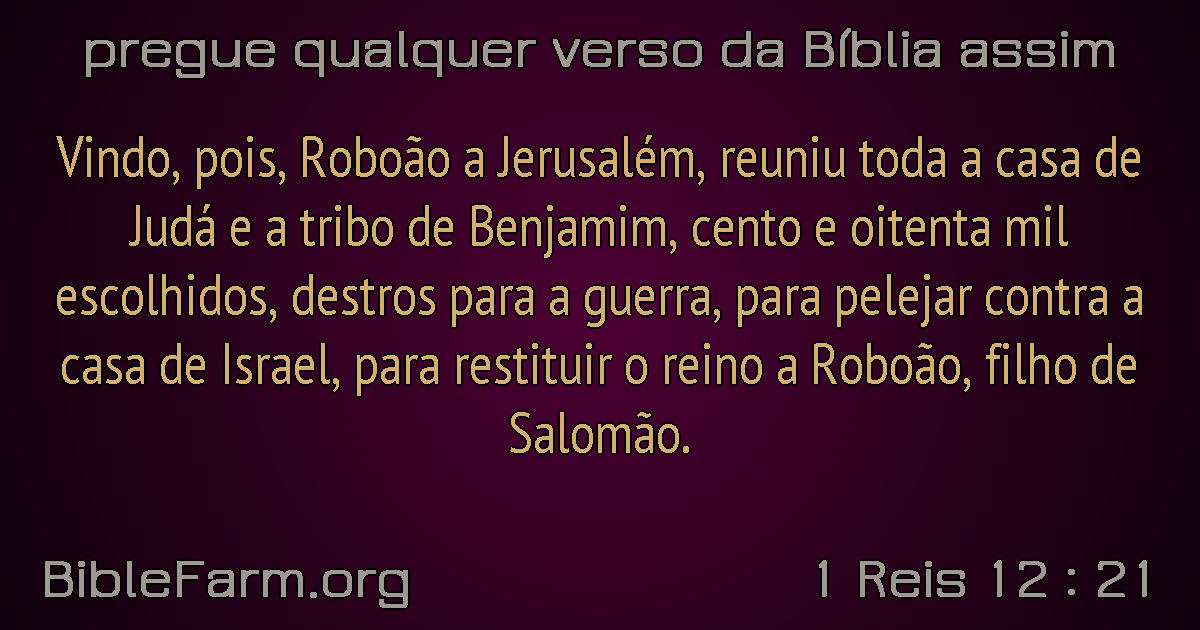 pregue qualquer verso da Bíblia assim
Vindo, pois, Roboão a Jerusalém, reuniu toda a casa de
Judá e a tribo de Benjamim, cento e oitenta mil
escolhidos, destros para a guerra, para pelejar contra a
casa de Israel, para restituir o reino a Roboão, filho de
Salomão.
BibleFarm.org
1 Reis 12 : 21